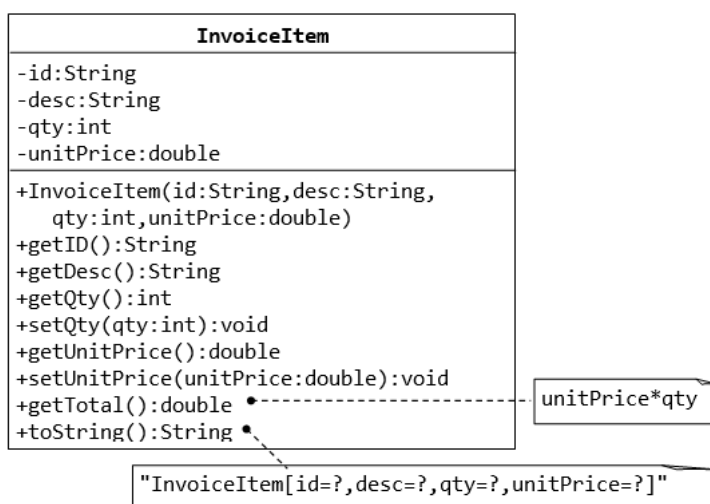 InvoiceItem
-id:String
-desc:String
-qty:int
-unitPrice:double
+InvoiceItem(id:String,desc:String,
qty:int,unitPrice:double)
+getID():String
+getDesc():String
+getQty():int
+setQty(qty:int):void
+getUnitPrice():double
+setUnitPrice(unitPrice:double):void
+getTotal():double
unitPrice*qty
+toString():String
"InvoiceItem[id=?,desc=?,qty=?,unitPrice=?]"